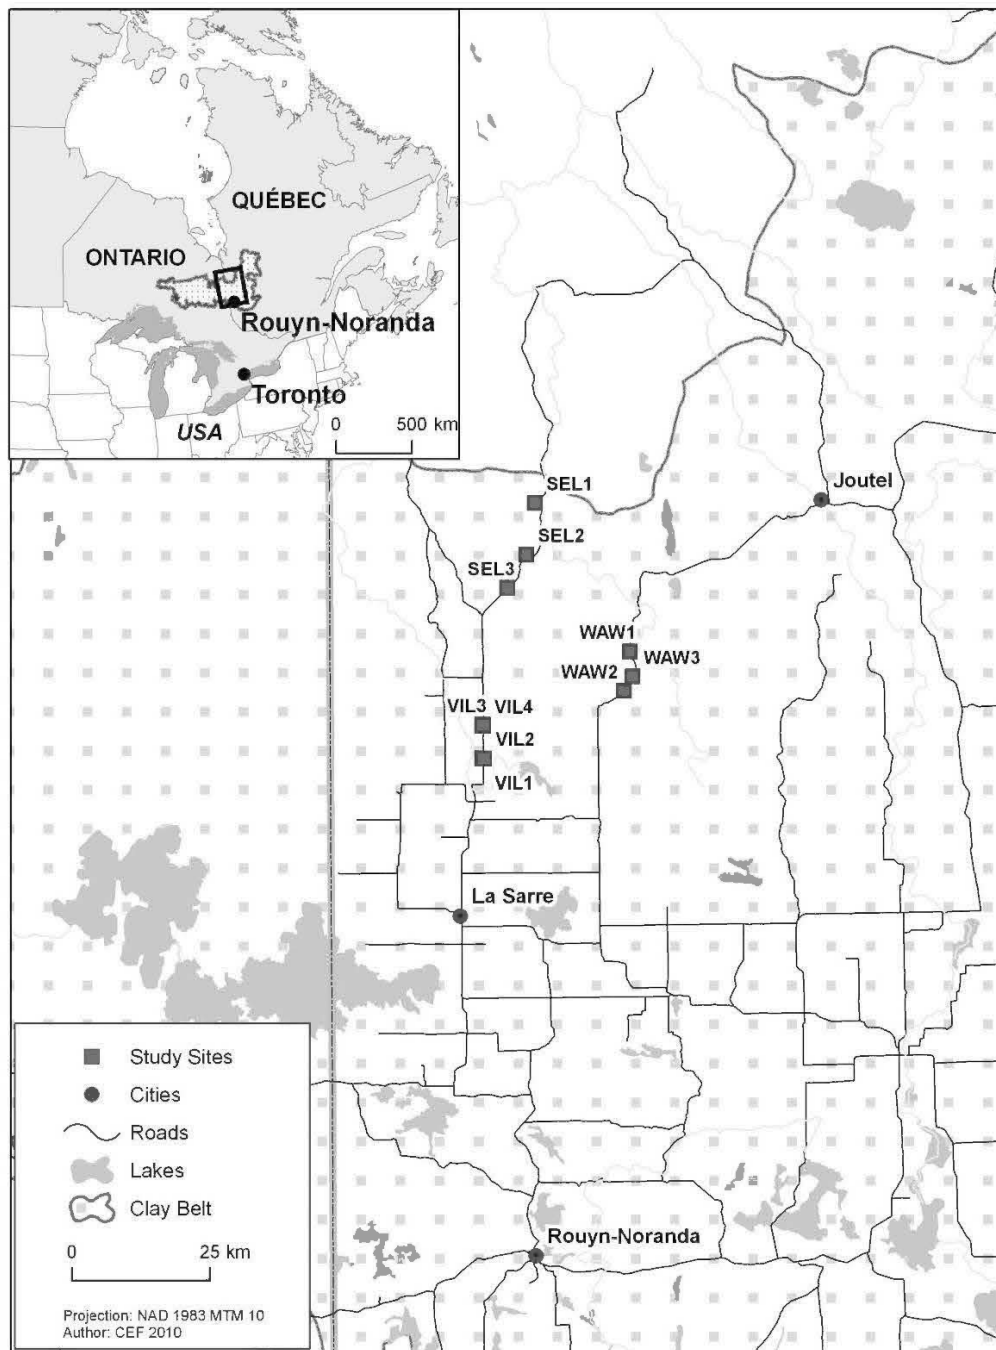 QUÉBEC
ONTARIO
Rouyn-Noranda
Toronto
USA
0 500 km
SEL1
Joutel
SEL2
SEL3
WAW1
WAW3
WAW2
VIL3 VIL4
VIL2
VIL1
La Sarre
Rouyn-Noranda
Study Sites
Cities
Roads
Lakes
Clay Belt
0 25 km
Projection: NAD 1983 MTM 10
Author: CEF 2010